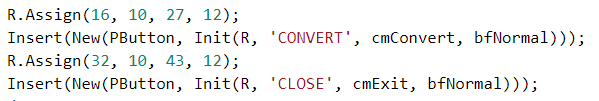 R.Assign(16, 10, 27, 12);
Insert(New(PButton, Init(R, 'CONVERT', cmConvert, bfNormal)));
R.Assign(32, 10, 43, 12);
Insert(New(PButton, Init(R, 'CLOSE', cmExit, bfNormal)));